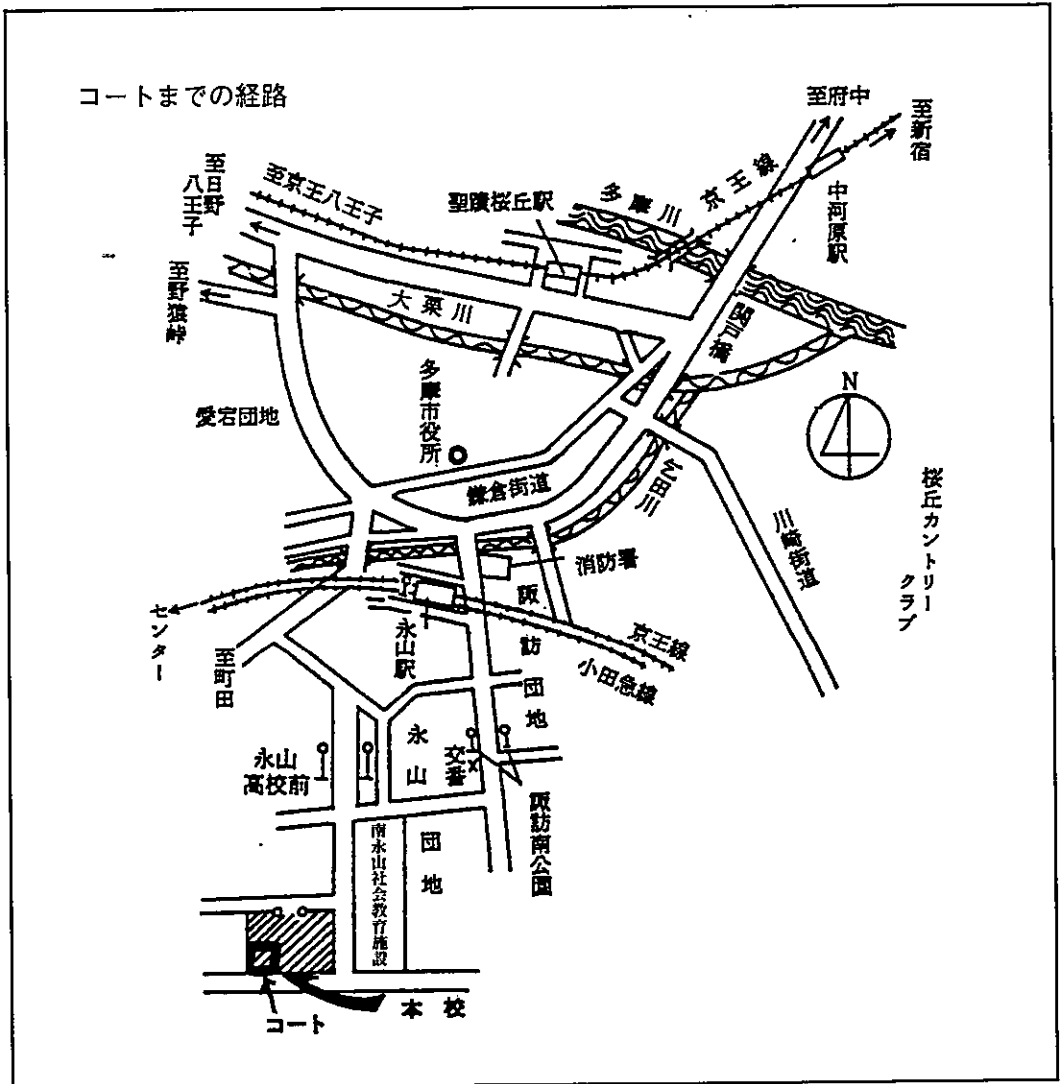 コートまでの経路
至府中
至新宿
至日野
八王子
至京王八王子
聖蹟桜丘駅
多摩川
京王線
中河原駅
至野猿峠
大栗川
関戸橋
多摩市役所
愛宕団地
N
鎌倉街道
乞田川
桜丘カントリー
クラブ
川崎街道
消防署
センター
至町田
永山駅
諏訪団地
京王線
小田急線
永山
高校前
永山団地
交番
諏訪南公園
南永山社会教育施設
本校
コート